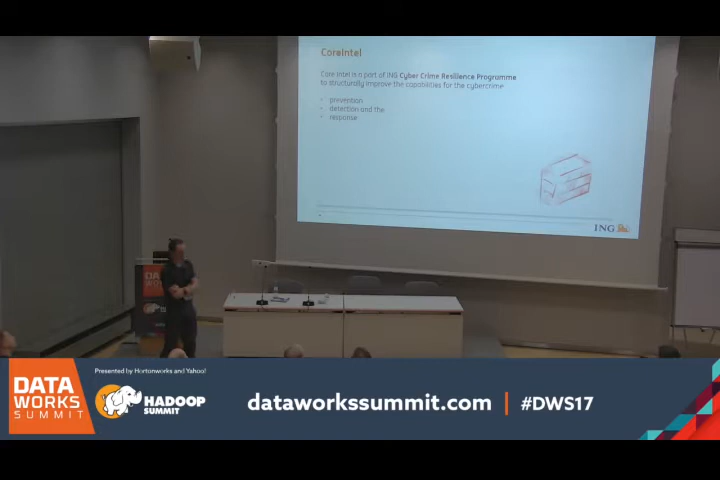 CoreIntel
Core Intel is a part of ING Cyber Crime Resilience Programme
to structurally improve the capabilities for the cybercrime
- prevention
- detection and the
- response
ING
DATA
DATA
WORKS
SUMMIT
Presented by Hortonworks and Yahoo!
HADOOP
SUMMIT
dataworkssummit.com | #DWS17